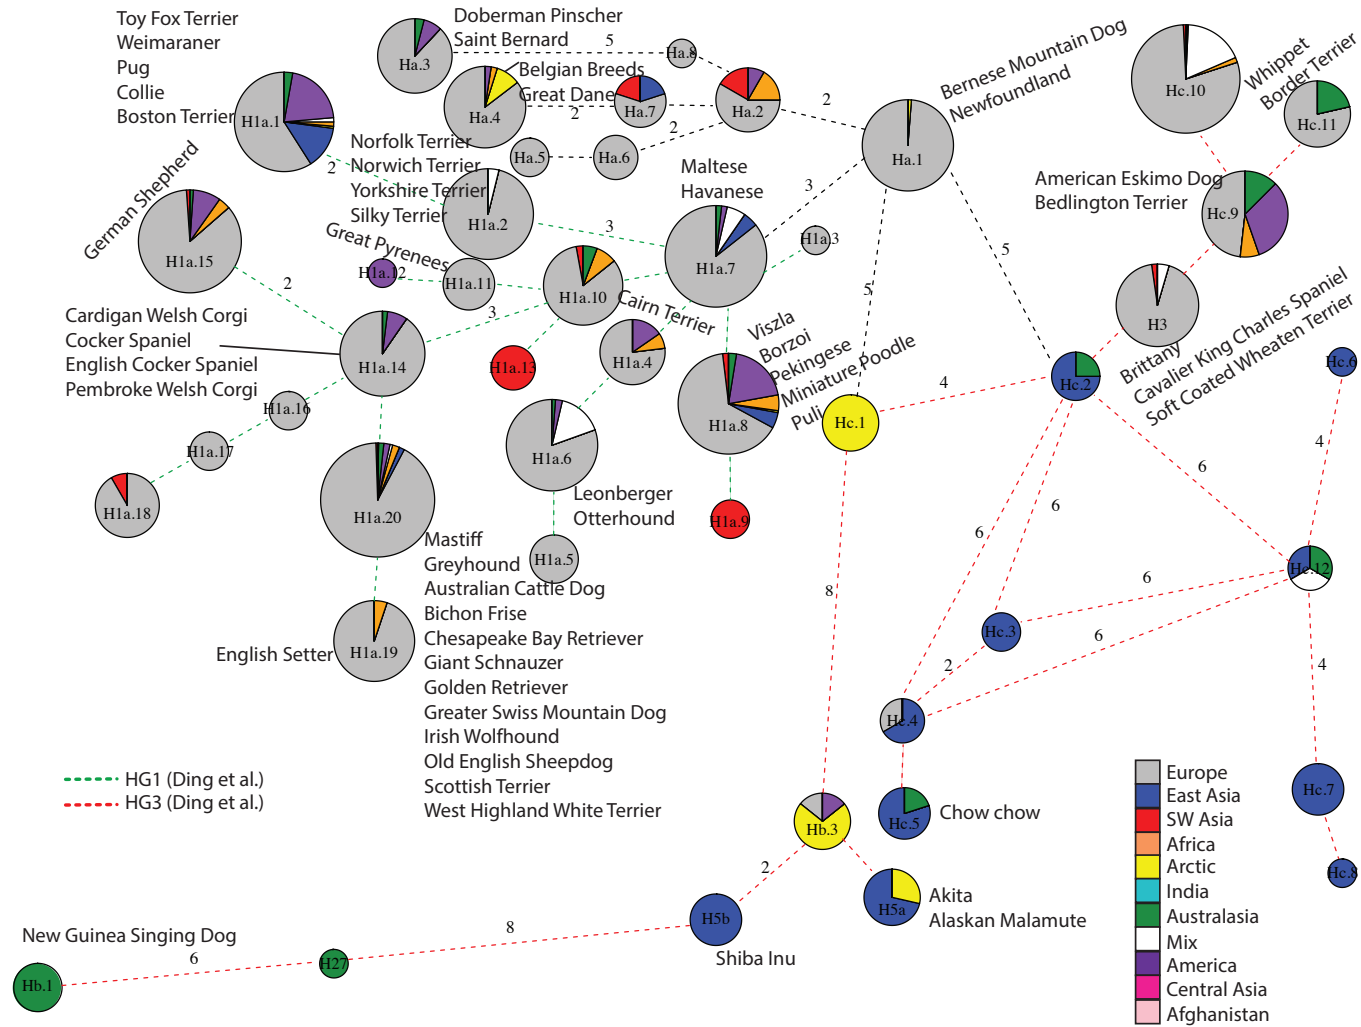 Toy Fox Terrier
Weimaraner
Pug
Collie
Boston Terrier
H1a.1
Doberman Pinscher
Saint Bernard
Ha.3
5
Ha.8
Belgian Breeds
Great Dane
Ha.4
2
Ha.7
Ha.2
2
2
Ha.5
Ha.6
Bernese Mountain Dog
Newfoundland
Ha.1
Hc.10
Whippet
Border Terrier
Hc.11
American Eskimo Dog
Bedlington Terrier
Hc.9
H3
Brittany
Cavalier King Charles Spaniel
Soft Coated Wheaten Terrier
Norfolk Terrier
Norwich Terrier
Yorkshire Terrier
Silky Terrier
2
H1a.2
3
Maltese
Havanese
H1a.7
3
H1a.3
5
5
German Shepherd
H1a.15
2
Great Pyrenees
H1a.12
H1a.11
H1a.10
3
Cairn Terrier
H1a.4
H1a.13
Cardigan Welsh Corgi
Cocker Spaniel
English Cocker Spaniel
Pembroke Welsh Corgi
H1a.14
H1a.16
H1a.17
H1a.18
Viszla
Borzoi
Pekingese
Miniature Poodle
Puli
H1a.8
H1a.9
Hc.1
4
Hc.2
Hc.6
4
6
6
6
H1a.6
Leonberger
Otterhound
H1a.5
H1a.20
Mastiff
Greyhound
Australian Cattle Dog
Bichon Frise
Chesapeake Bay Retriever
Giant Schnauzer
Golden Retriever
Greater Swiss Mountain Dog
Irish Wolfhound
Old English Sheepdog
Scottish Terrier
West Highland White Terrier
English Setter
H1a.19
8
6
6
Hc.12
Hc.3
2
Hc.4
4
Hc.7
Hc.8
Hc.5
Chow chow
Hb.3
2
H5a
Akita
Alaskan Malamute
H5b
Shiba Inu
8
H27
6
New Guinea Singing Dog
Hb.1
HG1 (Ding et al.)
HG3 (Ding et al.)
Europe
East Asia
SW Asia
Africa
Arctic
India
Australasia
Mix
America
Central Asia
Afghanistan